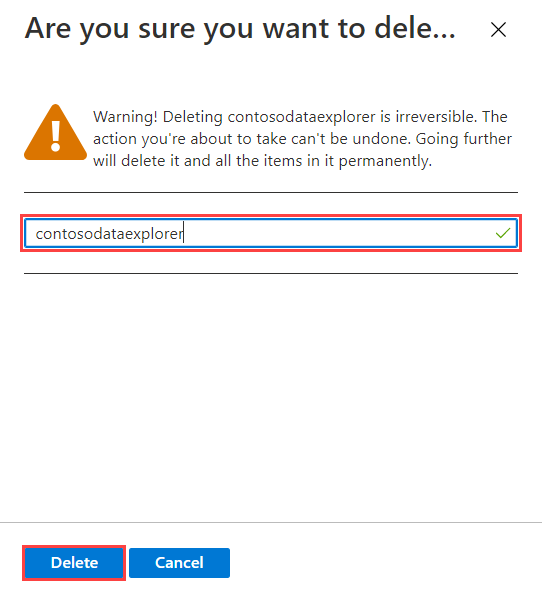 Are you sure you want to dele...
Warning! Deleting contosodataexplorer is irreversible. The
action you're about to take can't be undone. Going further
will delete it and all the items in it permanently.
contosodataexplorer
Delete
Cancel